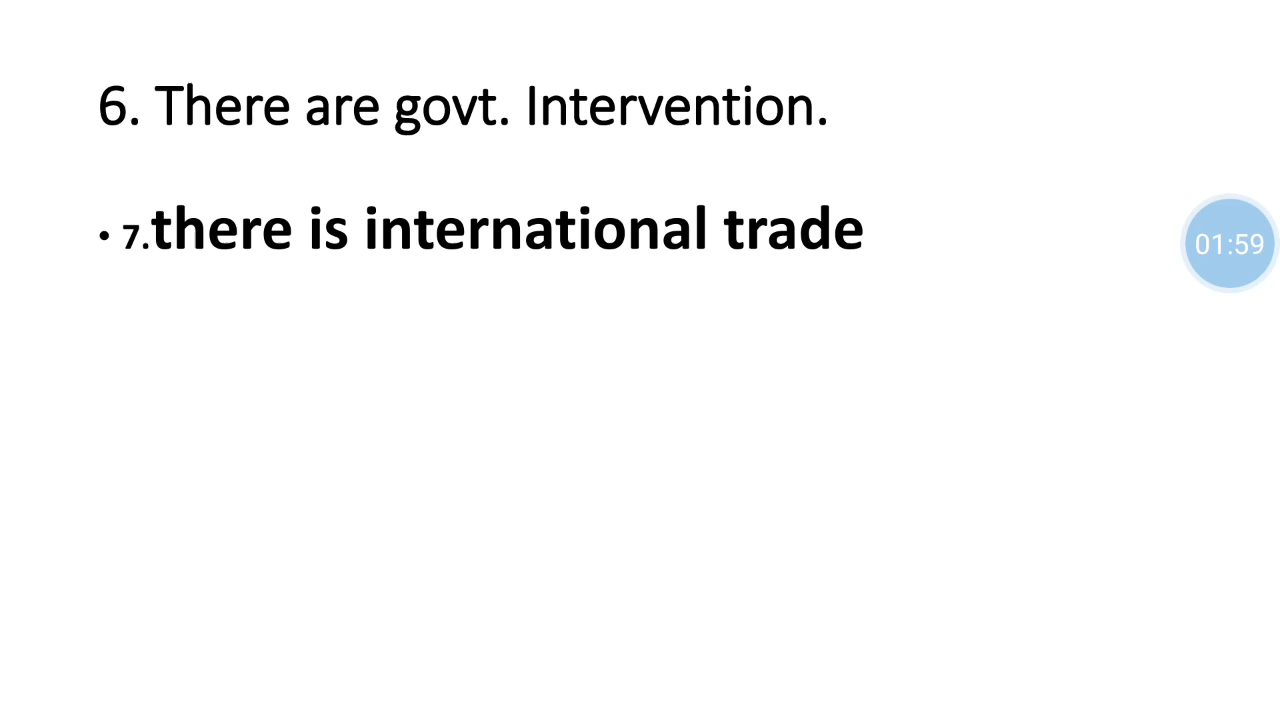 6. There are govt. Intervention.
• 7.there is international trade
01:59